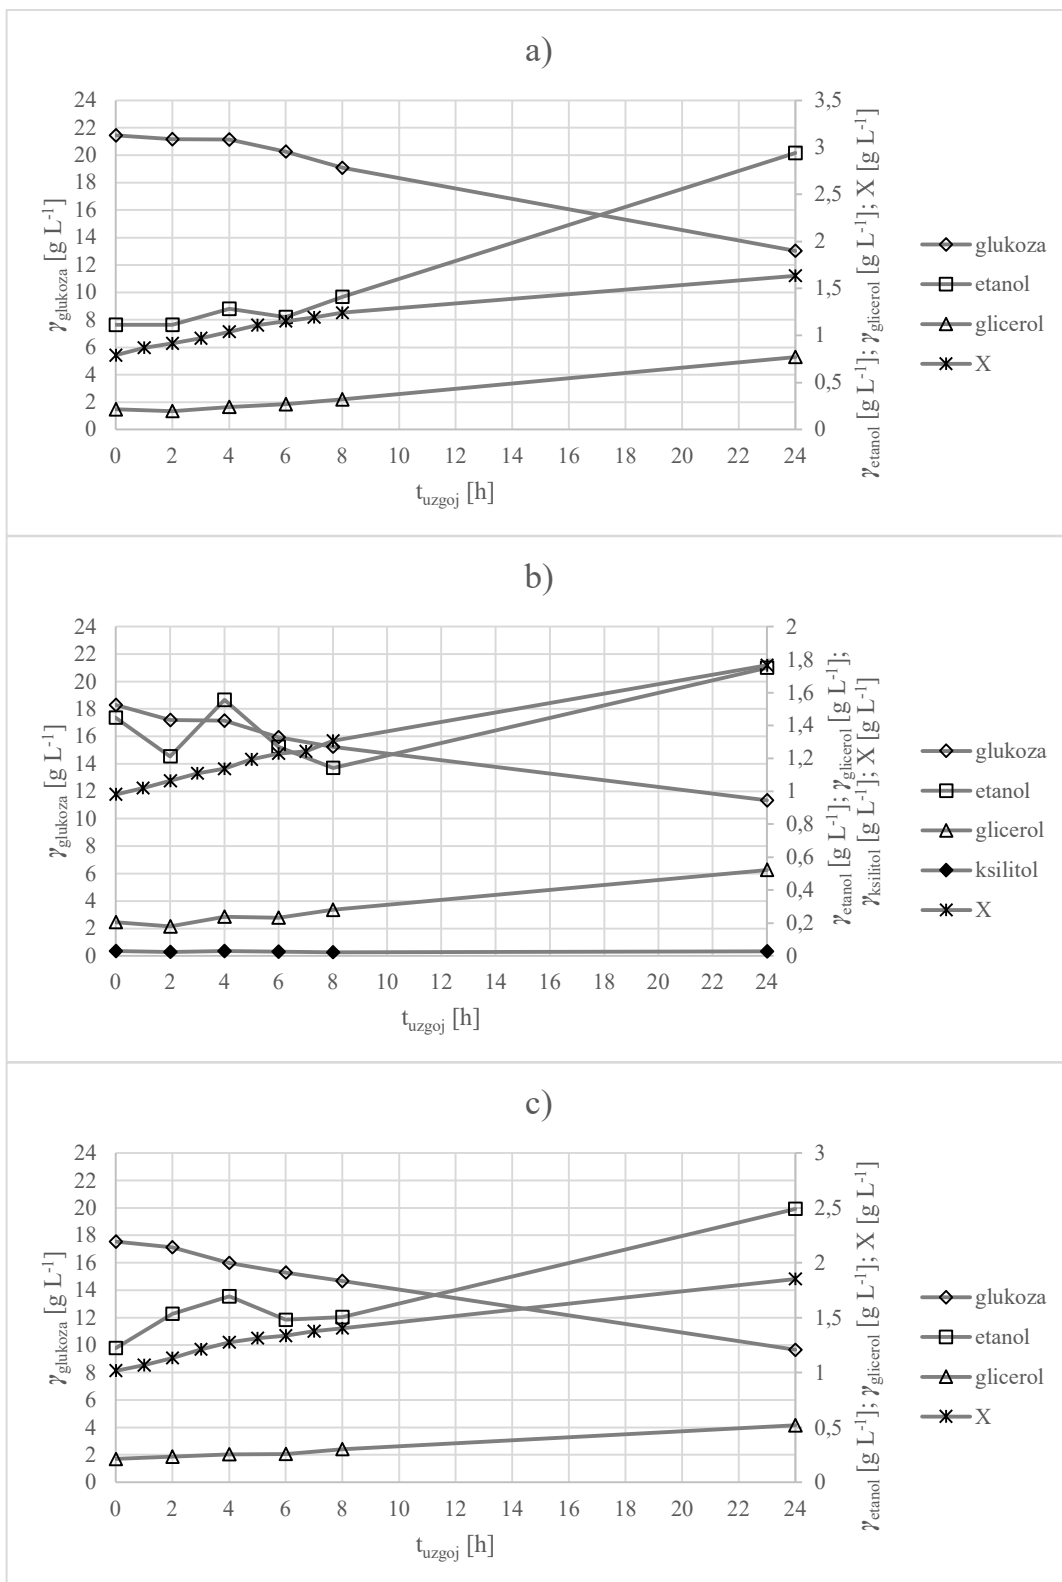 a)
24
22
20
18
16
14
12
10
8
6
4
2
0
γglukoza [g L-1]
3,5
3
2,5
2
1,5
1
0,5
0
γetanol [g L-1]; γglicerol [g L-1]; X [g L-1]
0 2 4 6 8 10 12 14 16 18 20 22 24
tuzgoj [h]
glukoza
etanol
glicerol
X
b)
24
22
20
18
16
14
12
10
8
6
4
2
0
γglukoza [g L-1]
2
1,8
1,6
1,4
1,2
1
0,8
0,6
0,4
0,2
0
γetanol [g L-1]; γglicerol [g L-1];
γksilitol [g L-1]; X [g L-1]
0 2 4 6 8 10 12 14 16 18 20 22 24
tuzgoj [h]
glukoza
etanol
glicerol
ksilitol
X
c)
24
22
20
18
16
14
12
10
8
6
4
2
0
γglukoza [g L-1]
3
2,5
2
1,5
1
0,5
0
γetanol [g L-1]; γglicerol [g L-1]; X [g L-1]
0 2 4 6 8 10 12 14 16 18 20 22 24
tuzgoj [h]
glukoza
etanol
glicerol
X